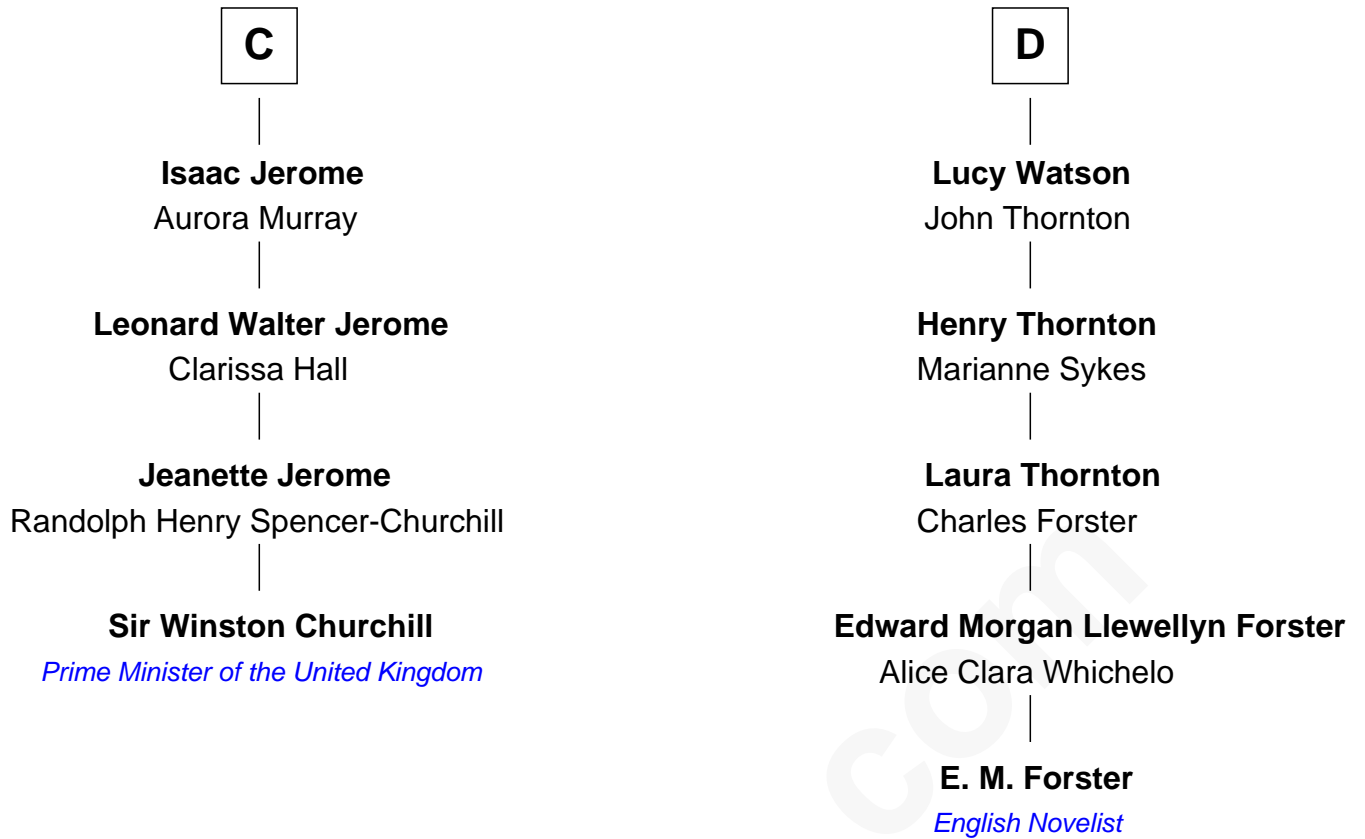 C
Isaac Jerome
Aurora Murray
Leonard Walter Jerome
Clarissa Hall
Jeanette Jerome
Randolph Henry Spencer-Churchill
Sir Winston Churchill
Prime Minister of the United Kingdom
D
Lucy Watson
John Thornton
Henry Thornton
Marianne Sykes
Laura Thornton
Charles Forster
Edward Morgan Llewellyn Forster
Alice Clara Whichelo
E. M. Forster
English Novelist
com